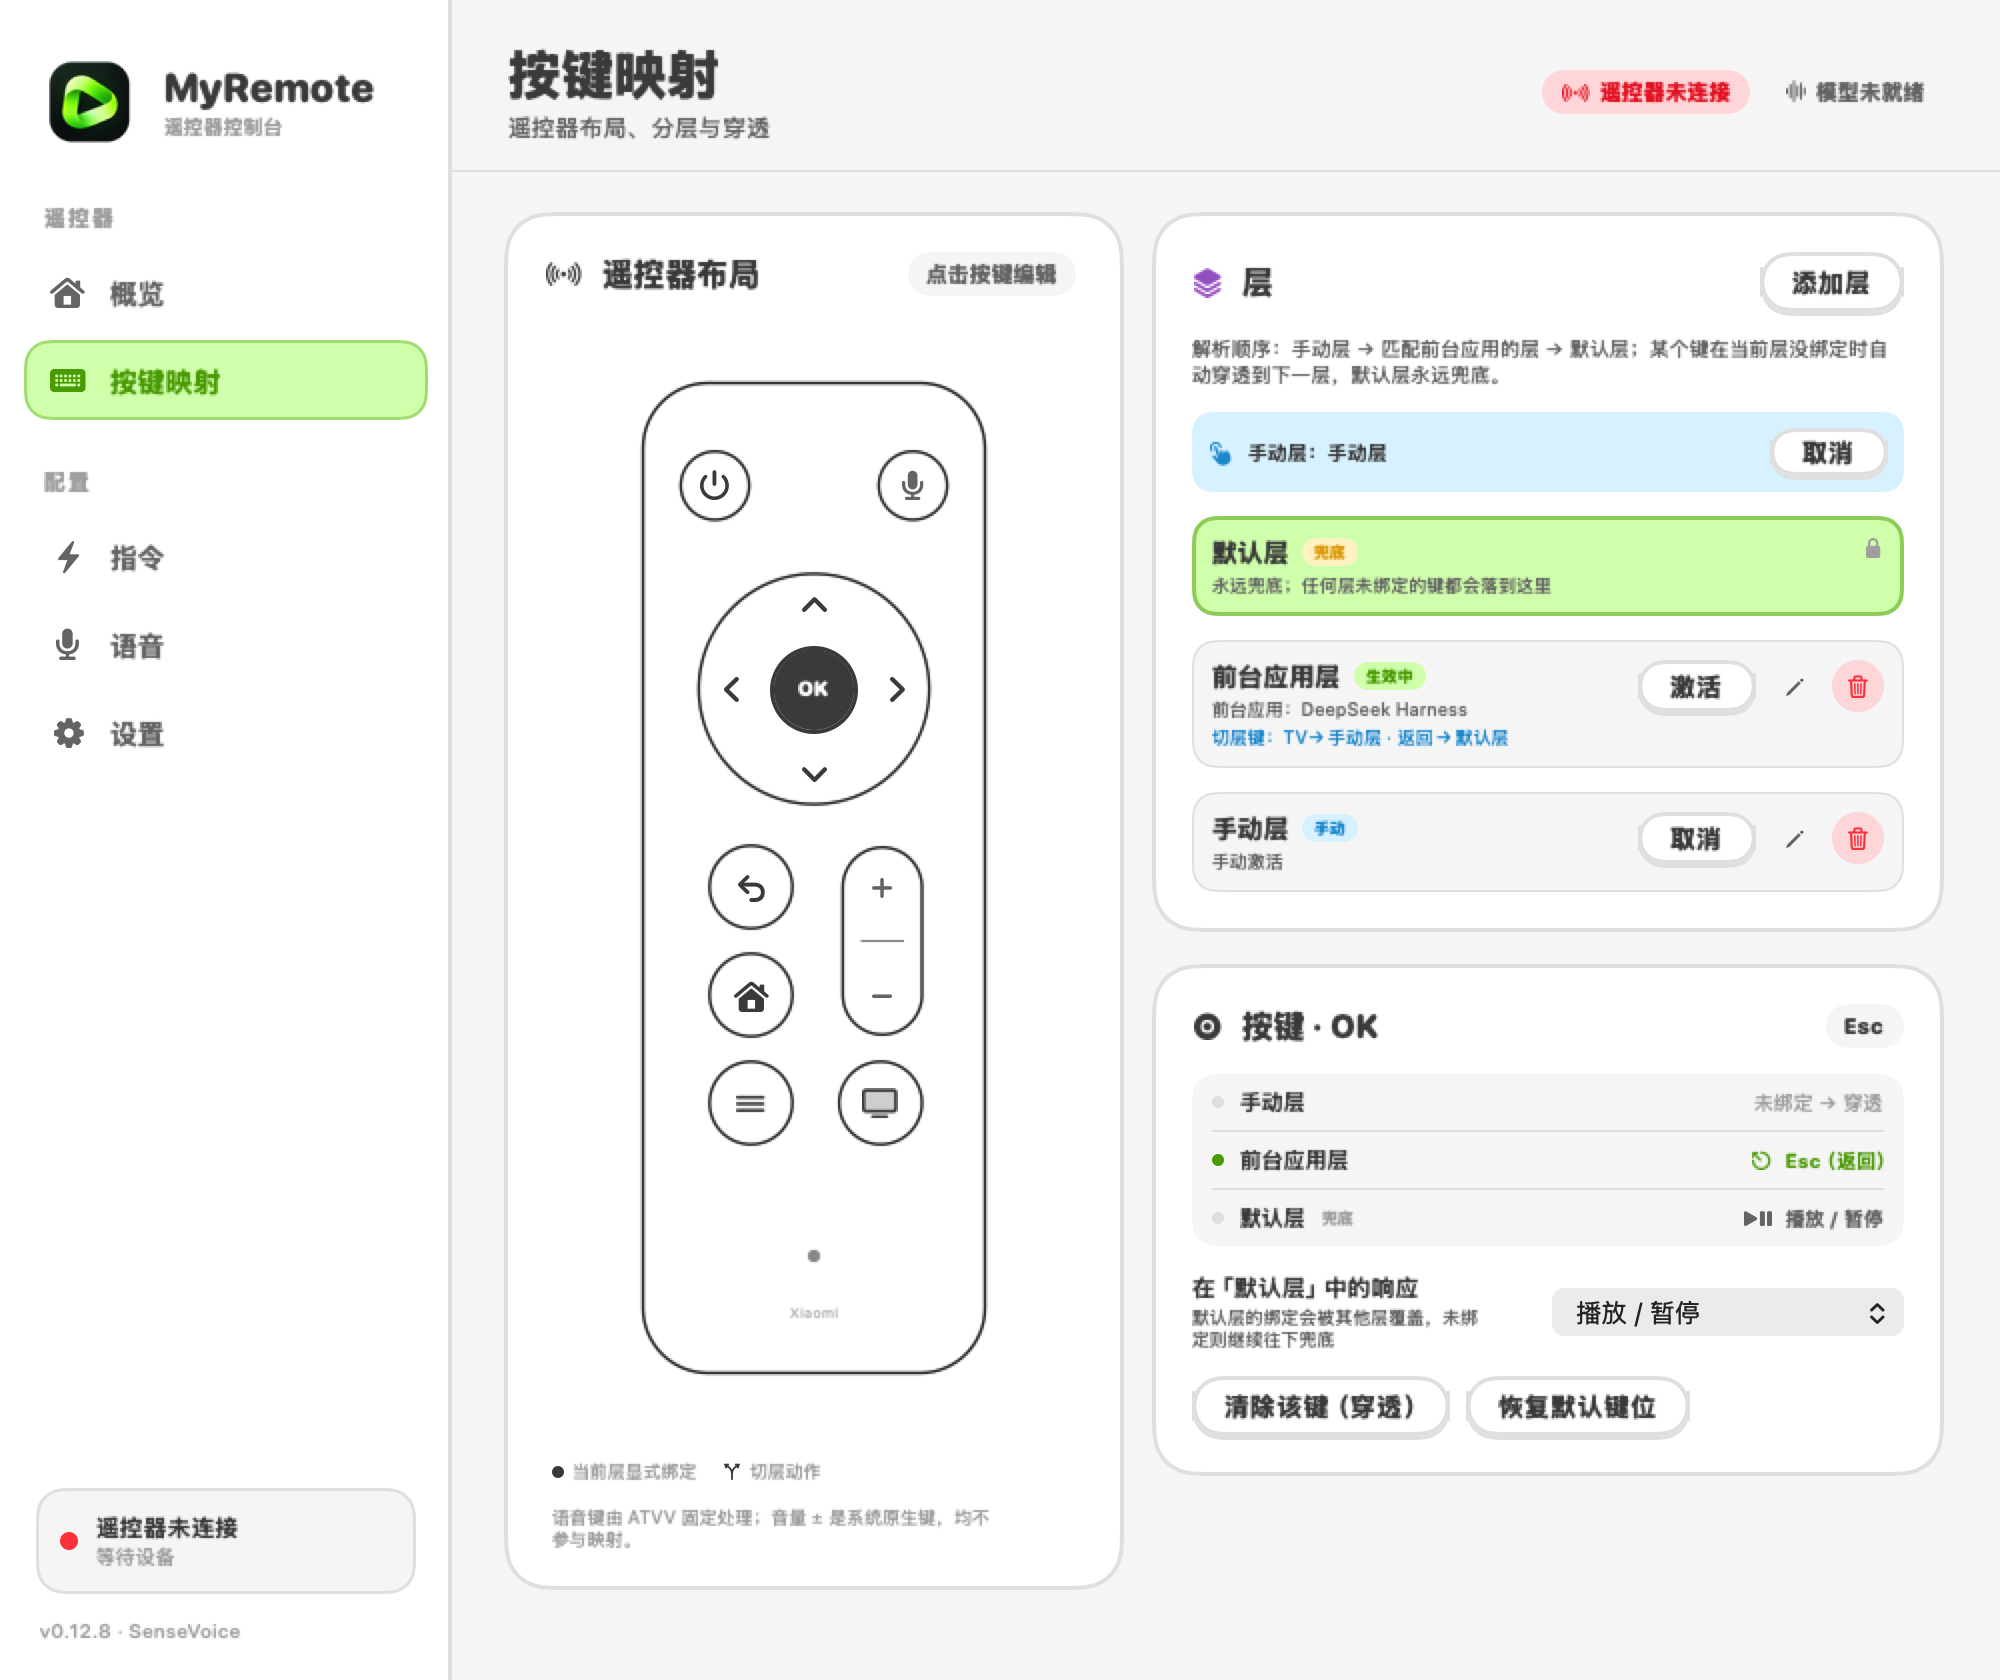 MyRemote
遥控器控制台
遥控器
概览
按键映射
配置
指令
语音
设置
遥控器未连接
等待设备
v0.12.8 · SenseVoice
按键映射
遥控器布局、分层与穿透
遥控器未连接
模型未就绪
遥控器布局
点击按键编辑
OK
Xiaomi
当前层显式绑定
切层动作
语音键由 ATVV 固定处理；音量 ± 是系统原生键，均不
参与映射。
层
添加层
解析顺序：手动层 → 匹配前台应用的层 → 默认层；某个键在当前层没绑定时自
动穿透到下一层，默认层永远兜底。
手动层：手动层
取消
默认层 兜底
永远兜底；任何层未绑定的键都会落到这里
前台应用层 生效中
前台应用：DeepSeek Harness
切层键：TV→手动层 · 返回→默认层
激活
手动层 手动
手动激活
取消
按键 · OK
Esc
手动层
未绑定 → 穿透
前台应用层
Esc (返回)
默认层 兜底
播放 / 暂停
在「默认层」中的响应
默认层的绑定会被其他层覆盖，未绑
定则继续往下兜底
播放 / 暂停
清除该键 (穿透)
恢复默认键位